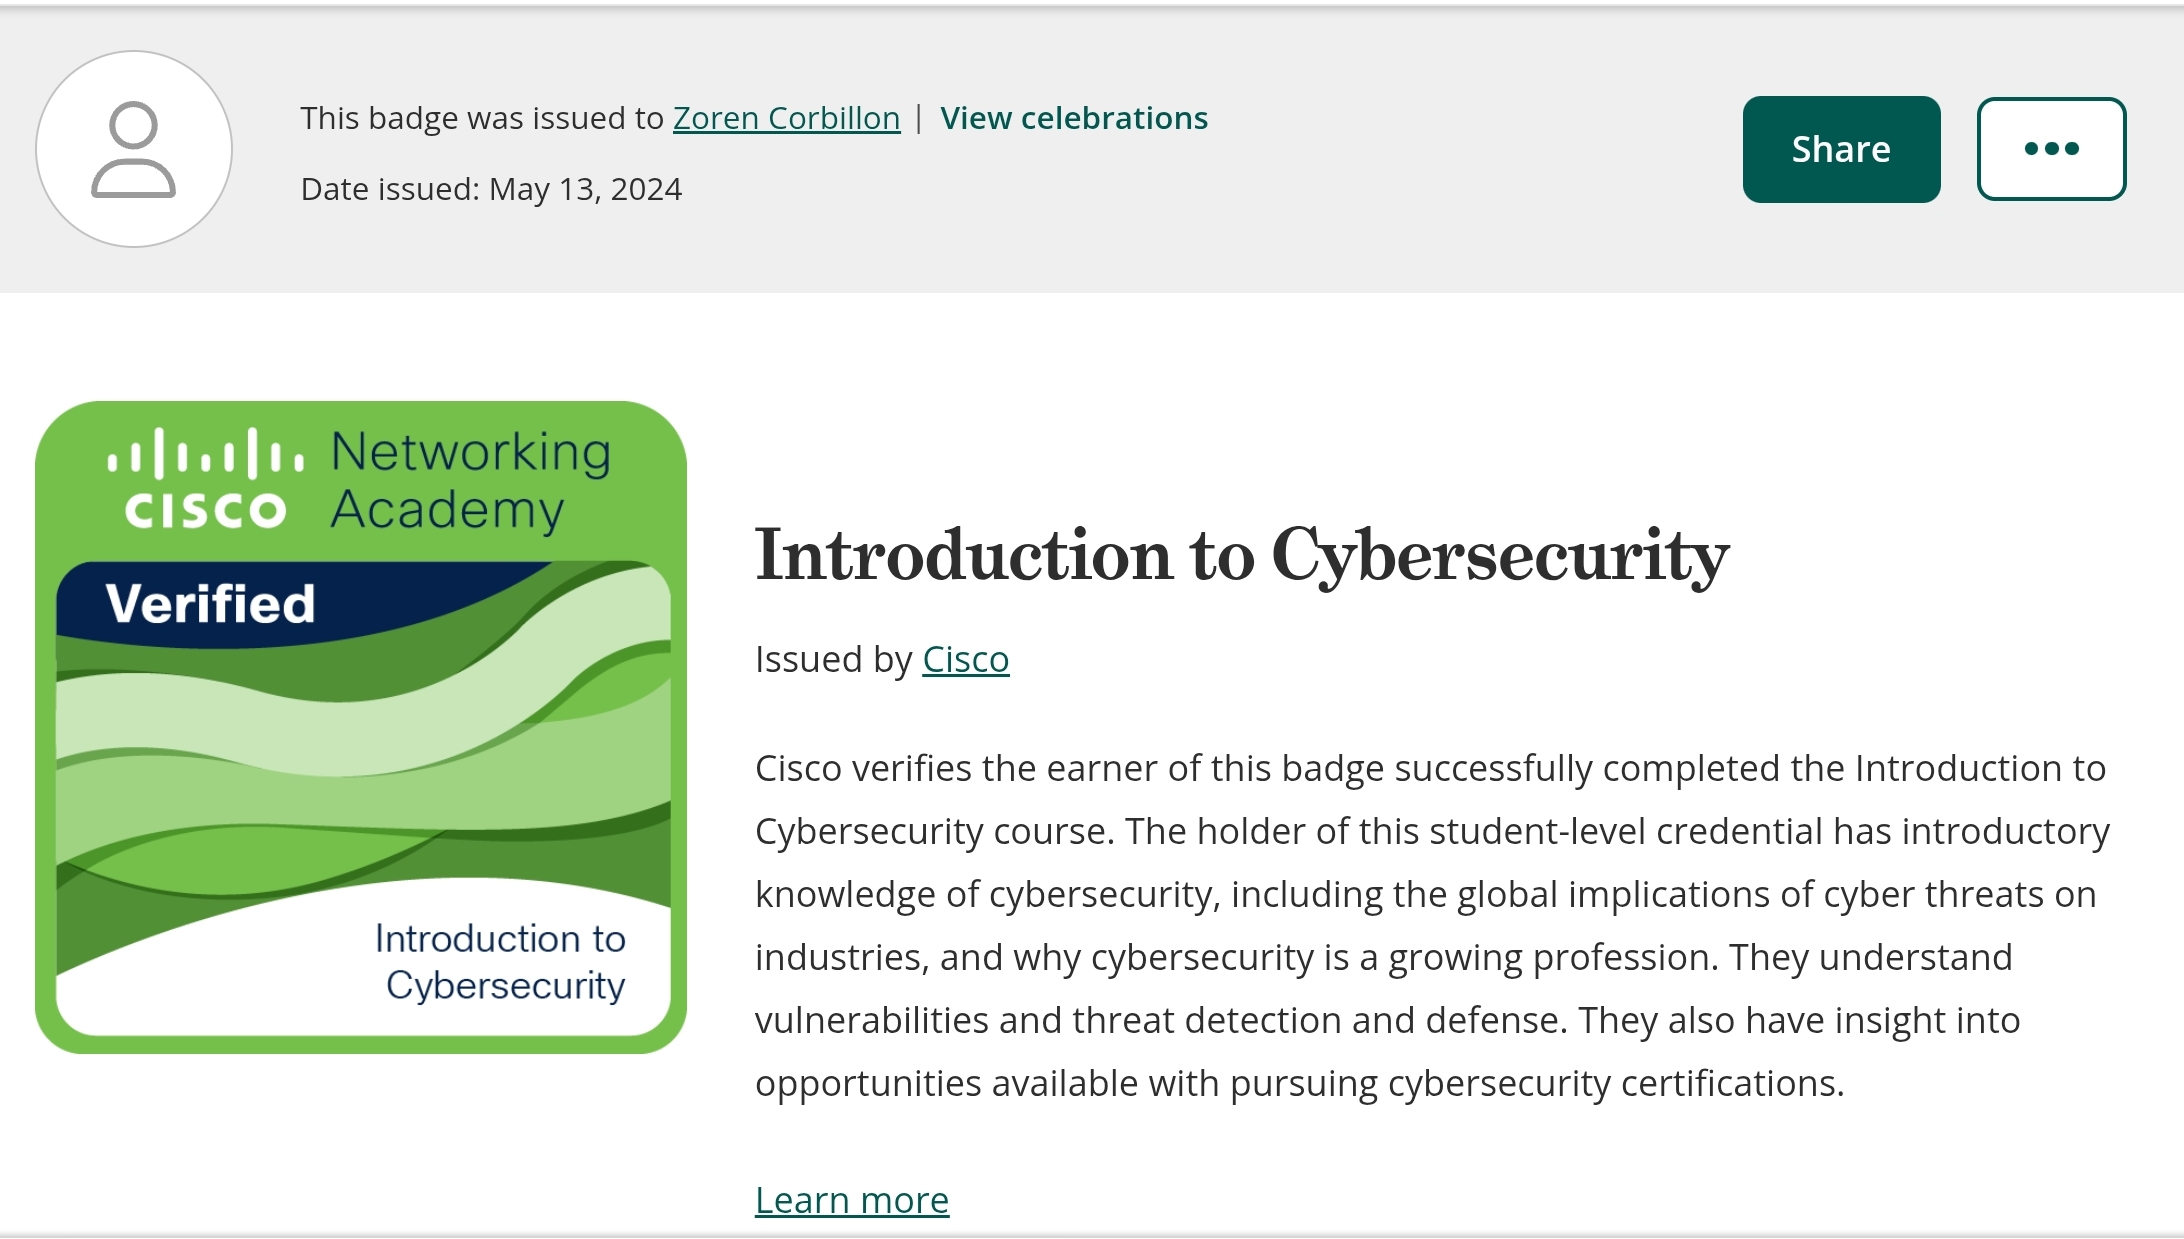 This badge was issued to Zoren Corbillon | View celebrations
Date issued: May 13, 2024
Share
•••
CISCO Networking
Academy
Verified
Introduction to
Cybersecurity
Introduction to Cybersecurity
Issued by Cisco
Cisco verifies the earner of this badge successfully completed the Introduction to
Cybersecurity course. The holder of this student-level credential has introductory
knowledge of cybersecurity, including the global implications of cyber threats on
industries, and why cybersecurity is a growing profession. They understand
vulnerabilities and threat detection and defense. They also have insight into
opportunities available with pursuing cybersecurity certifications.
Learn more